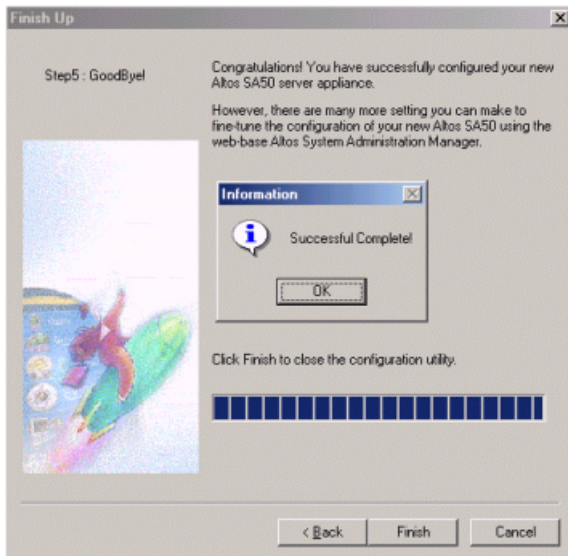 Finish Up
Step5 : GoodBye!
Congratulations! You have successfully configured your new
Altos SA50 server appliance.
However, there are many more setting you can make to
fine-tune the configuration of your new Altos SA50 using the
web-base Altos System Administration Manager.
Information
Successful Complete!
OK
Click Finish to close the configuration utility.
< Back
Finish
Cancel